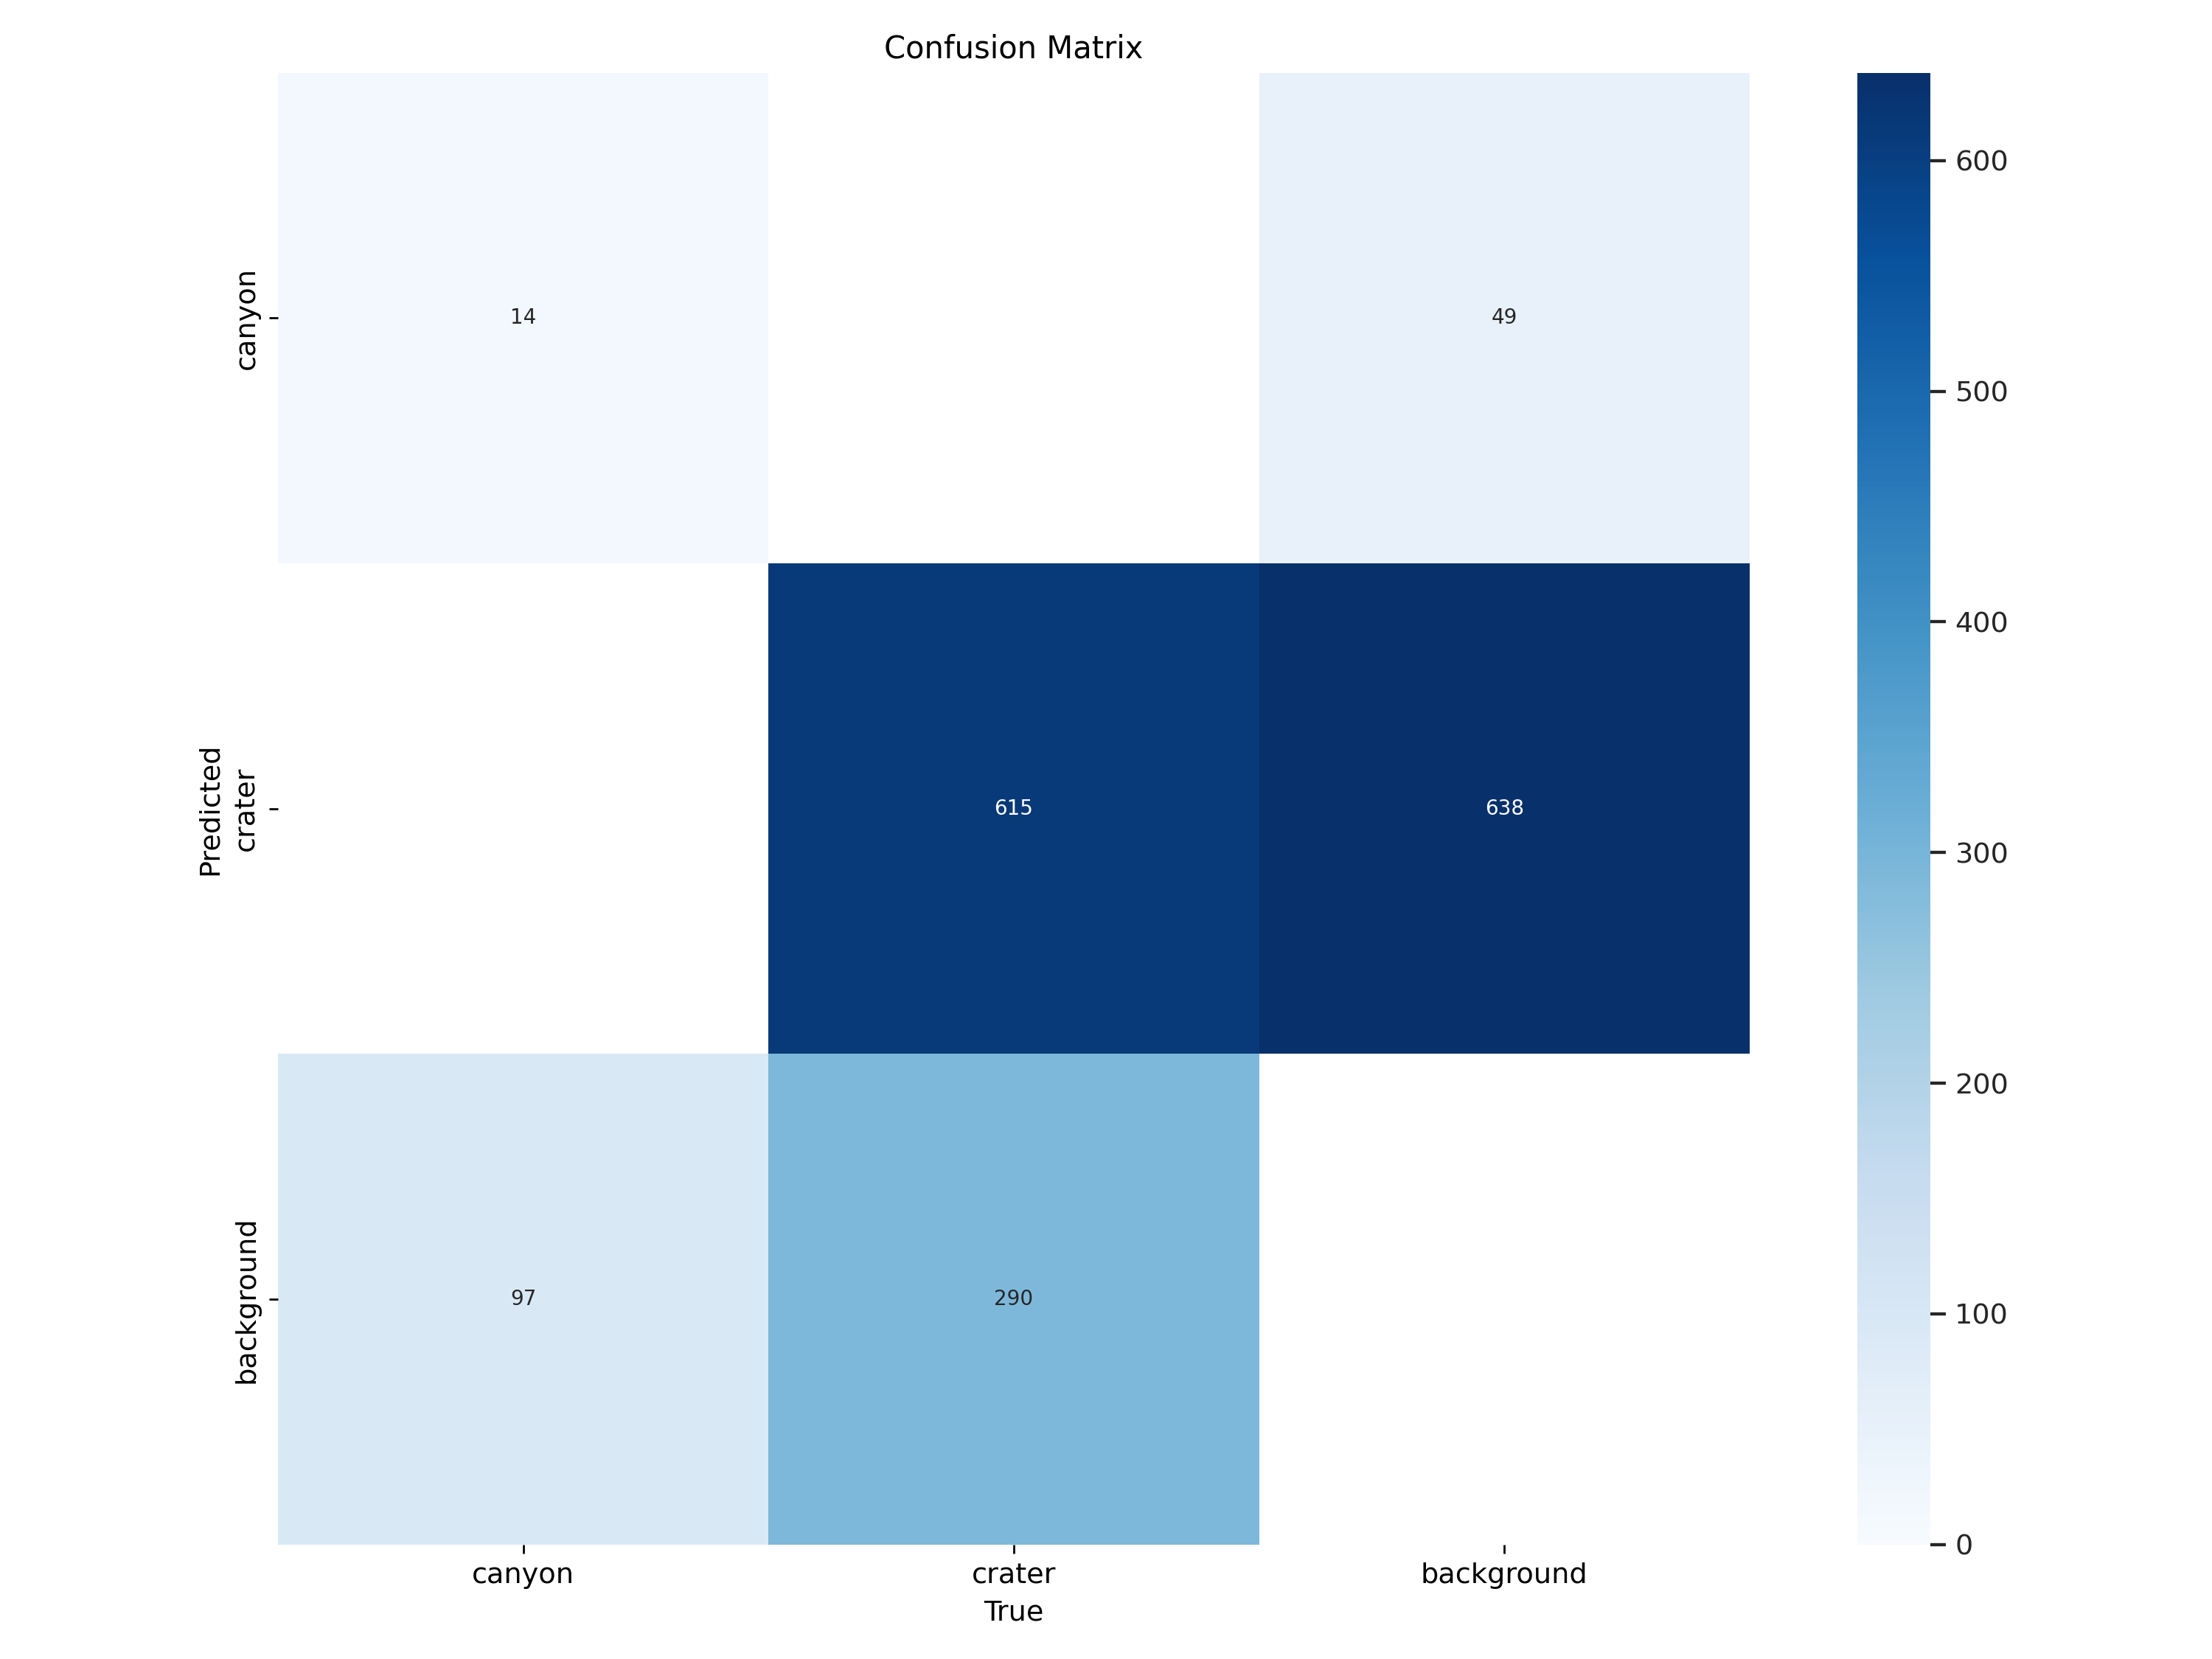 Confusion Matrix
canyon
14
49
600
500
400
300
200
100
0
Predicted
crater
615
638
background
97
290
canyon
crater
background
True